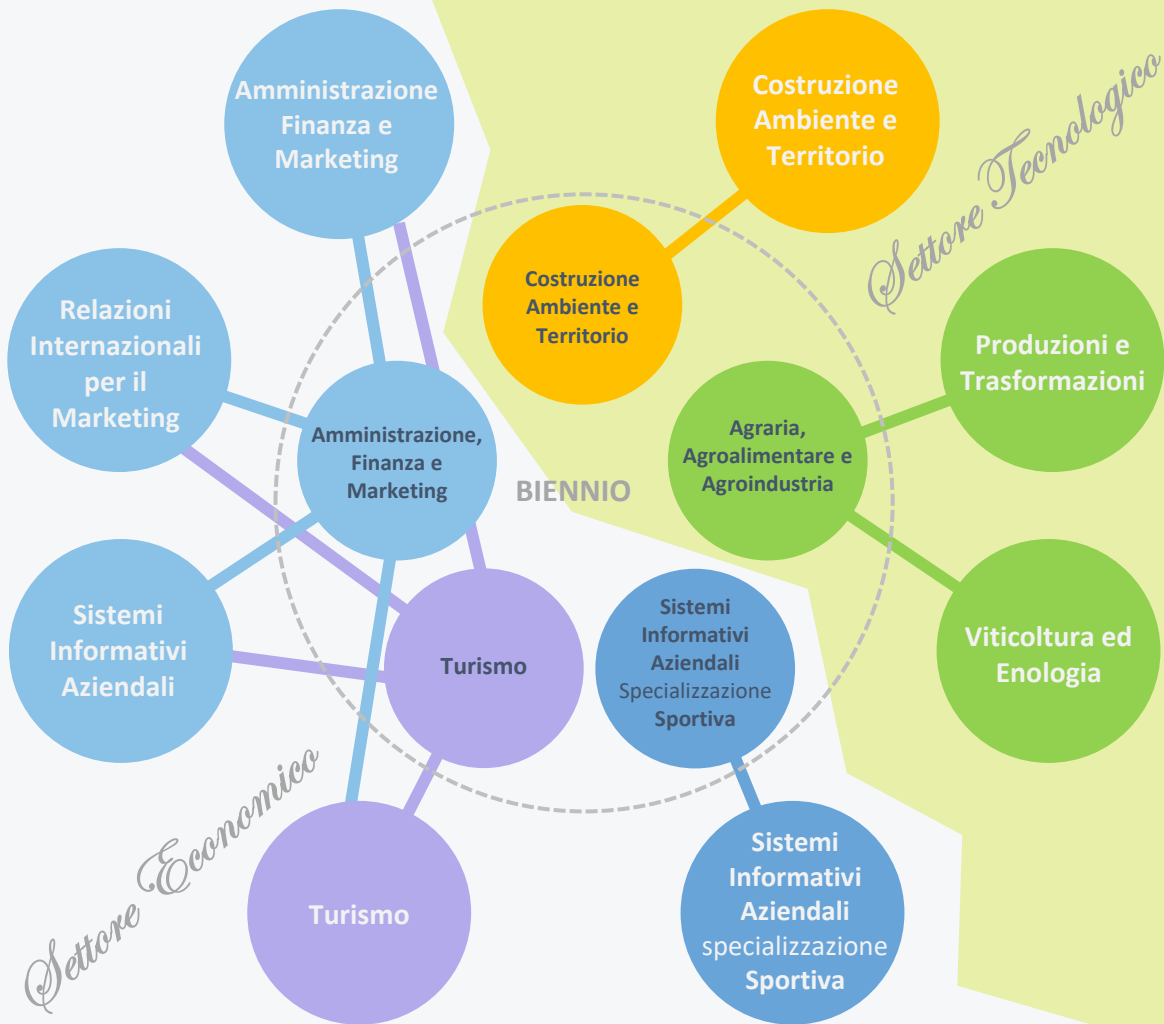 Amministrazione
Finanza e
Marketing
Costruzione
Ambiente e
Territorio
Settore Tecnologico
Relazioni
Internazionali
per il
Marketing
Costruzione
Ambiente e
Territorio
Produzioni e
Trasformazioni
Amministrazione,
Finanza e
Marketing
BIENNIO
Agraria,
Agroalimentare e
Agroindustria
Sistemi
Informativi
Aziendali
Turismo
Sistemi
Informativi
Aziendali
Specializzazione
Sportiva
Viticoltura ed
Enologia
Settore Economico
Turismo
Sistemi
Informativi
Aziendali
specializzazione
Sportiva